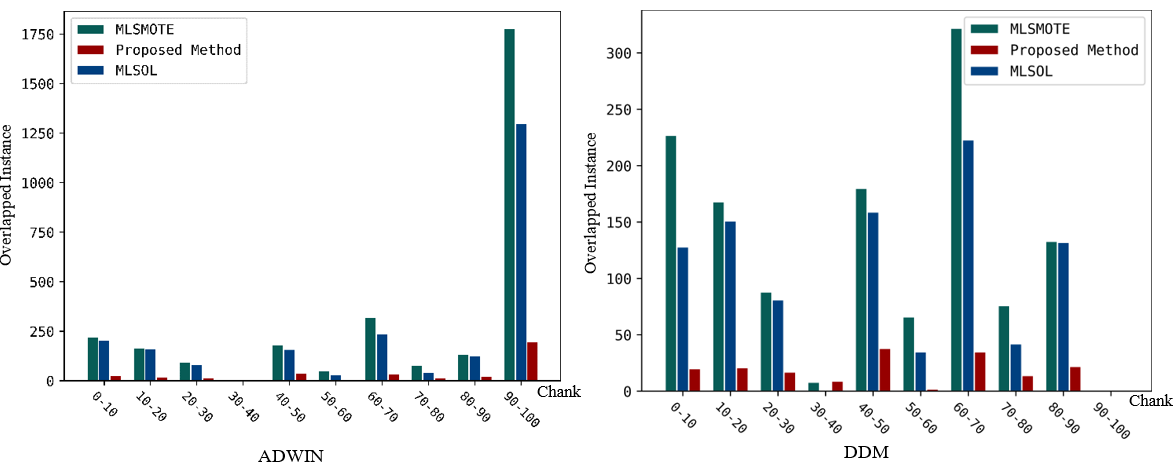 MLSMOTE
Proposed Method
MLSOL
1750
1500
1250
1000
750
500
250
0
Overlapped Instance
0-10
10-20
20-30
30-40
40-50
50-60
60-70
70-80
80-90
90-100
Chank
ADWIN
MLSMOTE
Proposed Method
MLSOL
300
250
200
150
100
50
0
Overlapped Instance
0-10
10-20
20-30
30-40
40-50
50-60
60-70
70-80
80-90
90-100
Chank
DDM